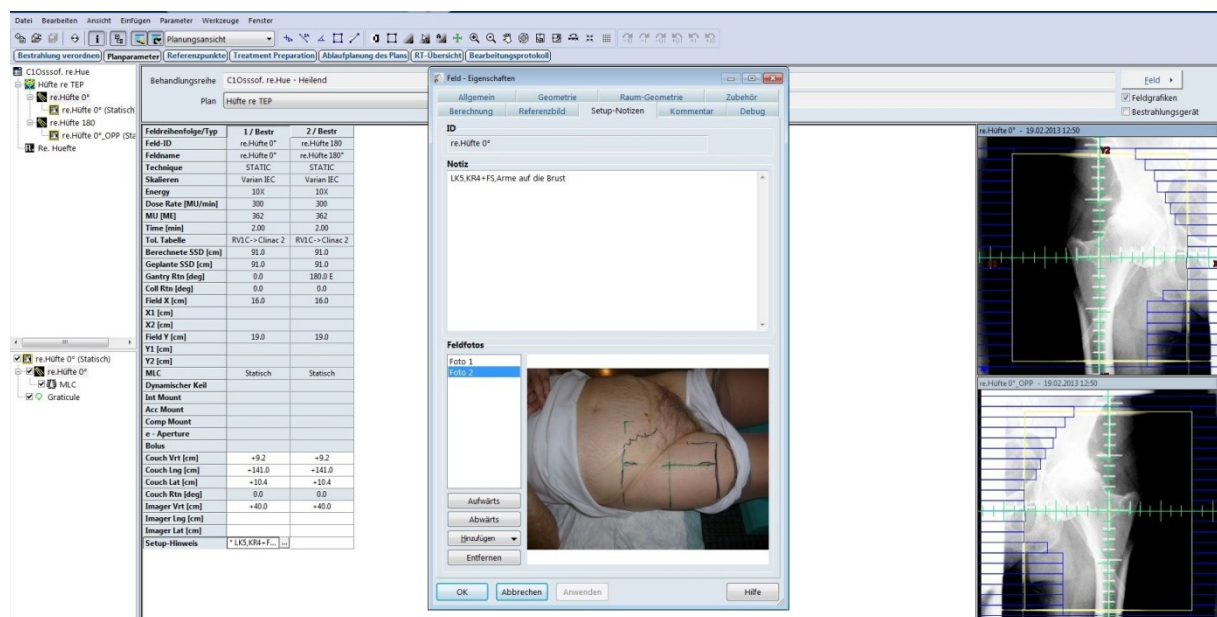 Datei Bearbeiten Ansicht Einfügen Parameter Werkzeuge Fenster
Planungsansicht
Bestrahlung verordnen Planparameter Referenzpunkte Treatment Preparation Ablaufplanung des Plans RT-Übersicht Bearbeitungsprotokoll
C1Osssof. re.Hue
Hüfte re TEP
re.Hüfte 0°
re.Hüfte 0° (Statisch
re.Hüfte 180
re.Hüfte 0°_OPP (Sta
Re. Huefte
re.Hüfte 0° (Statisch)
re.Hüfte 0°
MLC
Graticule
Behandlungsreihe C1Osssof. re.Hue - Heilend
Plan Hüfte re TEP
Feldreihenfolge/Typ 1 / Bestr 2 / Bestr
Feld-ID re.Hüfte 0° re.Hüfte 180
Feldname re.Hüfte 0° re.Hüfte 180°
Technique STATIC STATIC
Skalieren Varian IEC Varian IEC
Energy 10X 10X
Dose Rate [MU/min] 300 300
MU [ME] 362 362
Time [min] 2.00 2.00
Tol. Tabelle RV1C->Clinac 2 RV1C->Clinac 2
Berechnete SSD [cm] 91.0 91.0
Geplante SSD [cm] 91.0 91.0
Gantry Rtn [deg] 0.0 180.0 E
Coll Rtn [deg] 0.0 0.0
Field X [cm] 16.0 16.0
X1 [cm]
X2 [cm]
Field Y [cm] 19.0 19.0
Y1 [cm]
Y2 [cm]
MLC Statisch Statisch
Dynamischer Keil
Int Mount
Acc Mount
Comp Mount
e - Aperture
Bolus
Couch Vrt [cm] +9.2 +9.2
Couch Lng [cm] +141.0 +141.0
Couch Lat [cm] +10.4 +10.4
Couch Rtn [deg] 0.0 0.0
Imager Vrt [cm] +40.0 +40.0
Imager Lng [cm]
Imager Lat [cm]
Setup-Hinweis * LK5,KR4+F... ...
Feld - Eigenschaften
Allgemein Geometrie Raum-Geometrie Zubehör
Berechnung Referenzbild Setup-Notizen Kommentar Debug
ID
re.Hüfte 0°
Notiz
LK5,KR4+FS,Arme auf die Brust
Feldfotos
Foto 1
Foto 2
Aufwärts
Abwärts
Hinzufügen
Entfernen
OK Abbrechen Anwenden Hilfe
Feld
Feldgrafiken
Bestrahlungsgerät
re.Hüfte 0° - 19.02.2013 12:50
Y2
X
re.Hüfte 0°_OPP - 19.02.2013 12:50